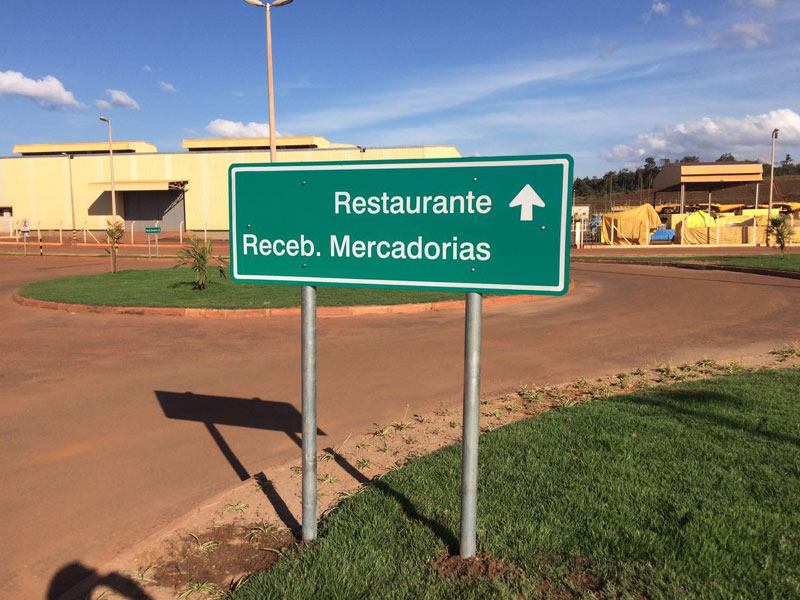 Restaurante
Receb. Mercadorias